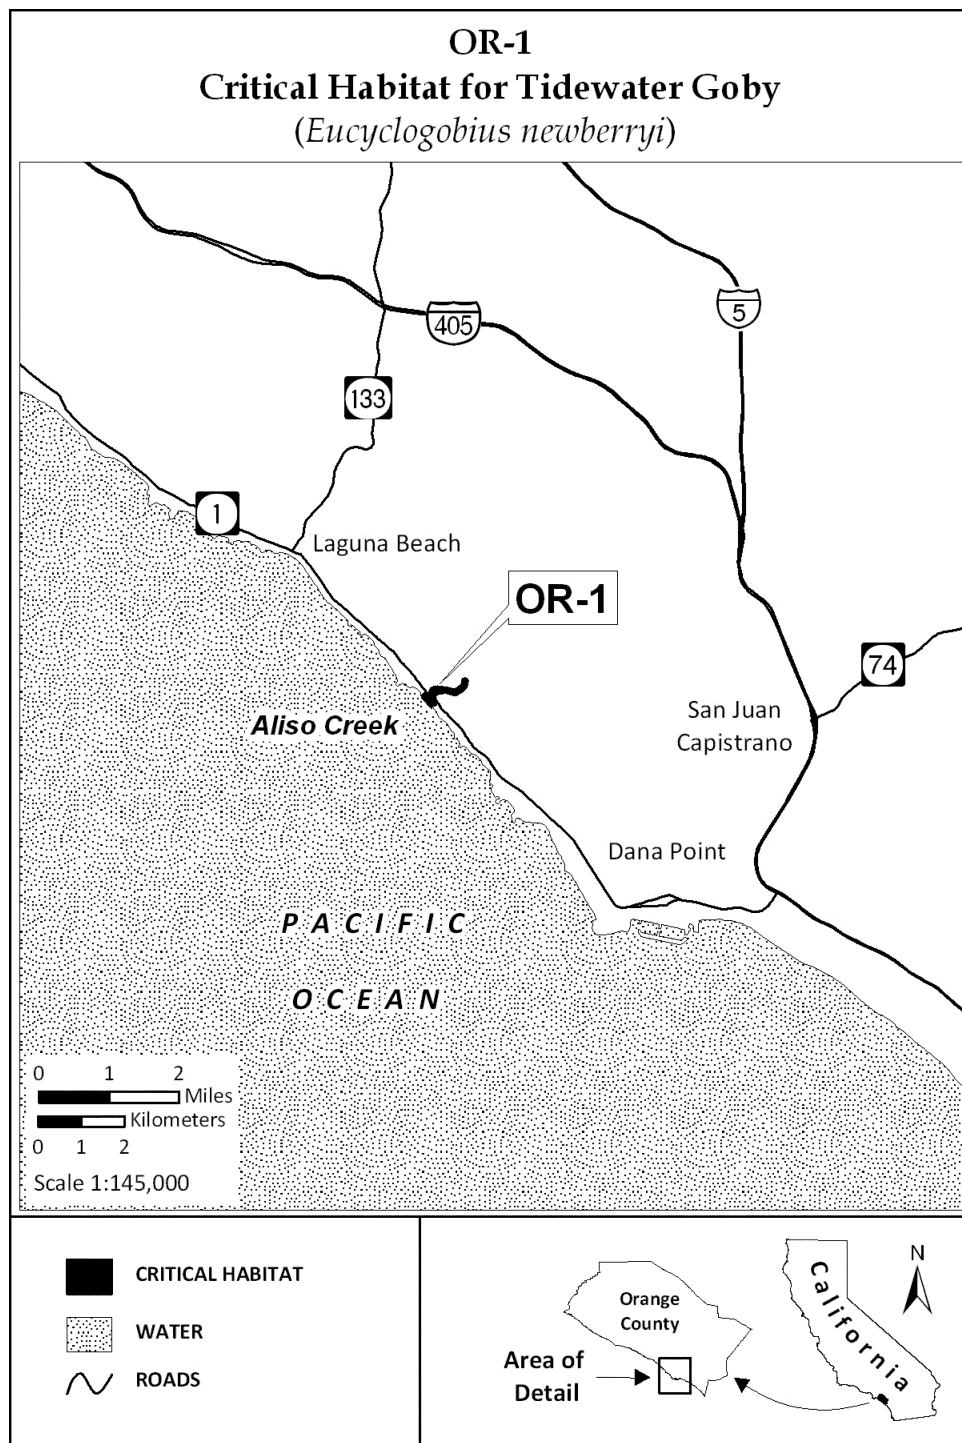 OR-1
Critical Habitat for Tidewater Goby
(Eucyclogobius newberryi)
405
5
133
1
Laguna Beach
OR-1
74
Aliso Creek
San Juan
Capistrano
Dana Point
PACIFIC
OCEAN
0 1 2
Miles
Kilometers
0 1 2
Scale 1:145,000
CRITICAL HABITAT
WATER
ROADS
Orange
County
Area of
Detail
California
N